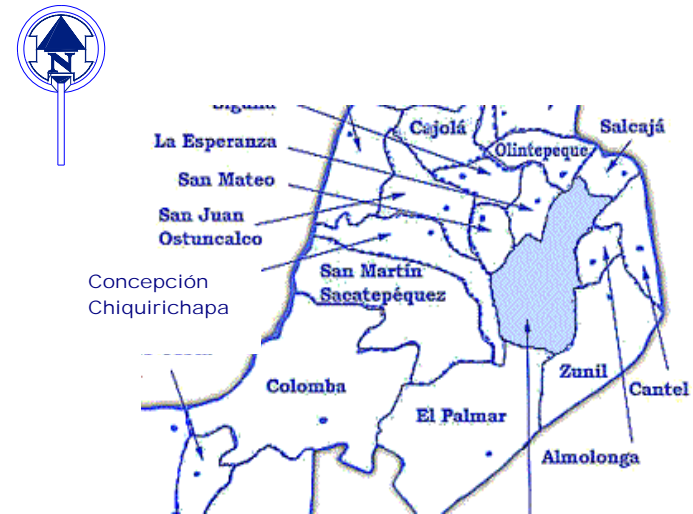 N
Cajolá
Salcajá
La Esperanza
Olintepeque
San Mateo
San Juan
Ostuncalco
Concepción
Chiquirichapa
San Martín
Sacatepéquez
Colomba
Zunil
Cantel
El Palmar
Almolonga